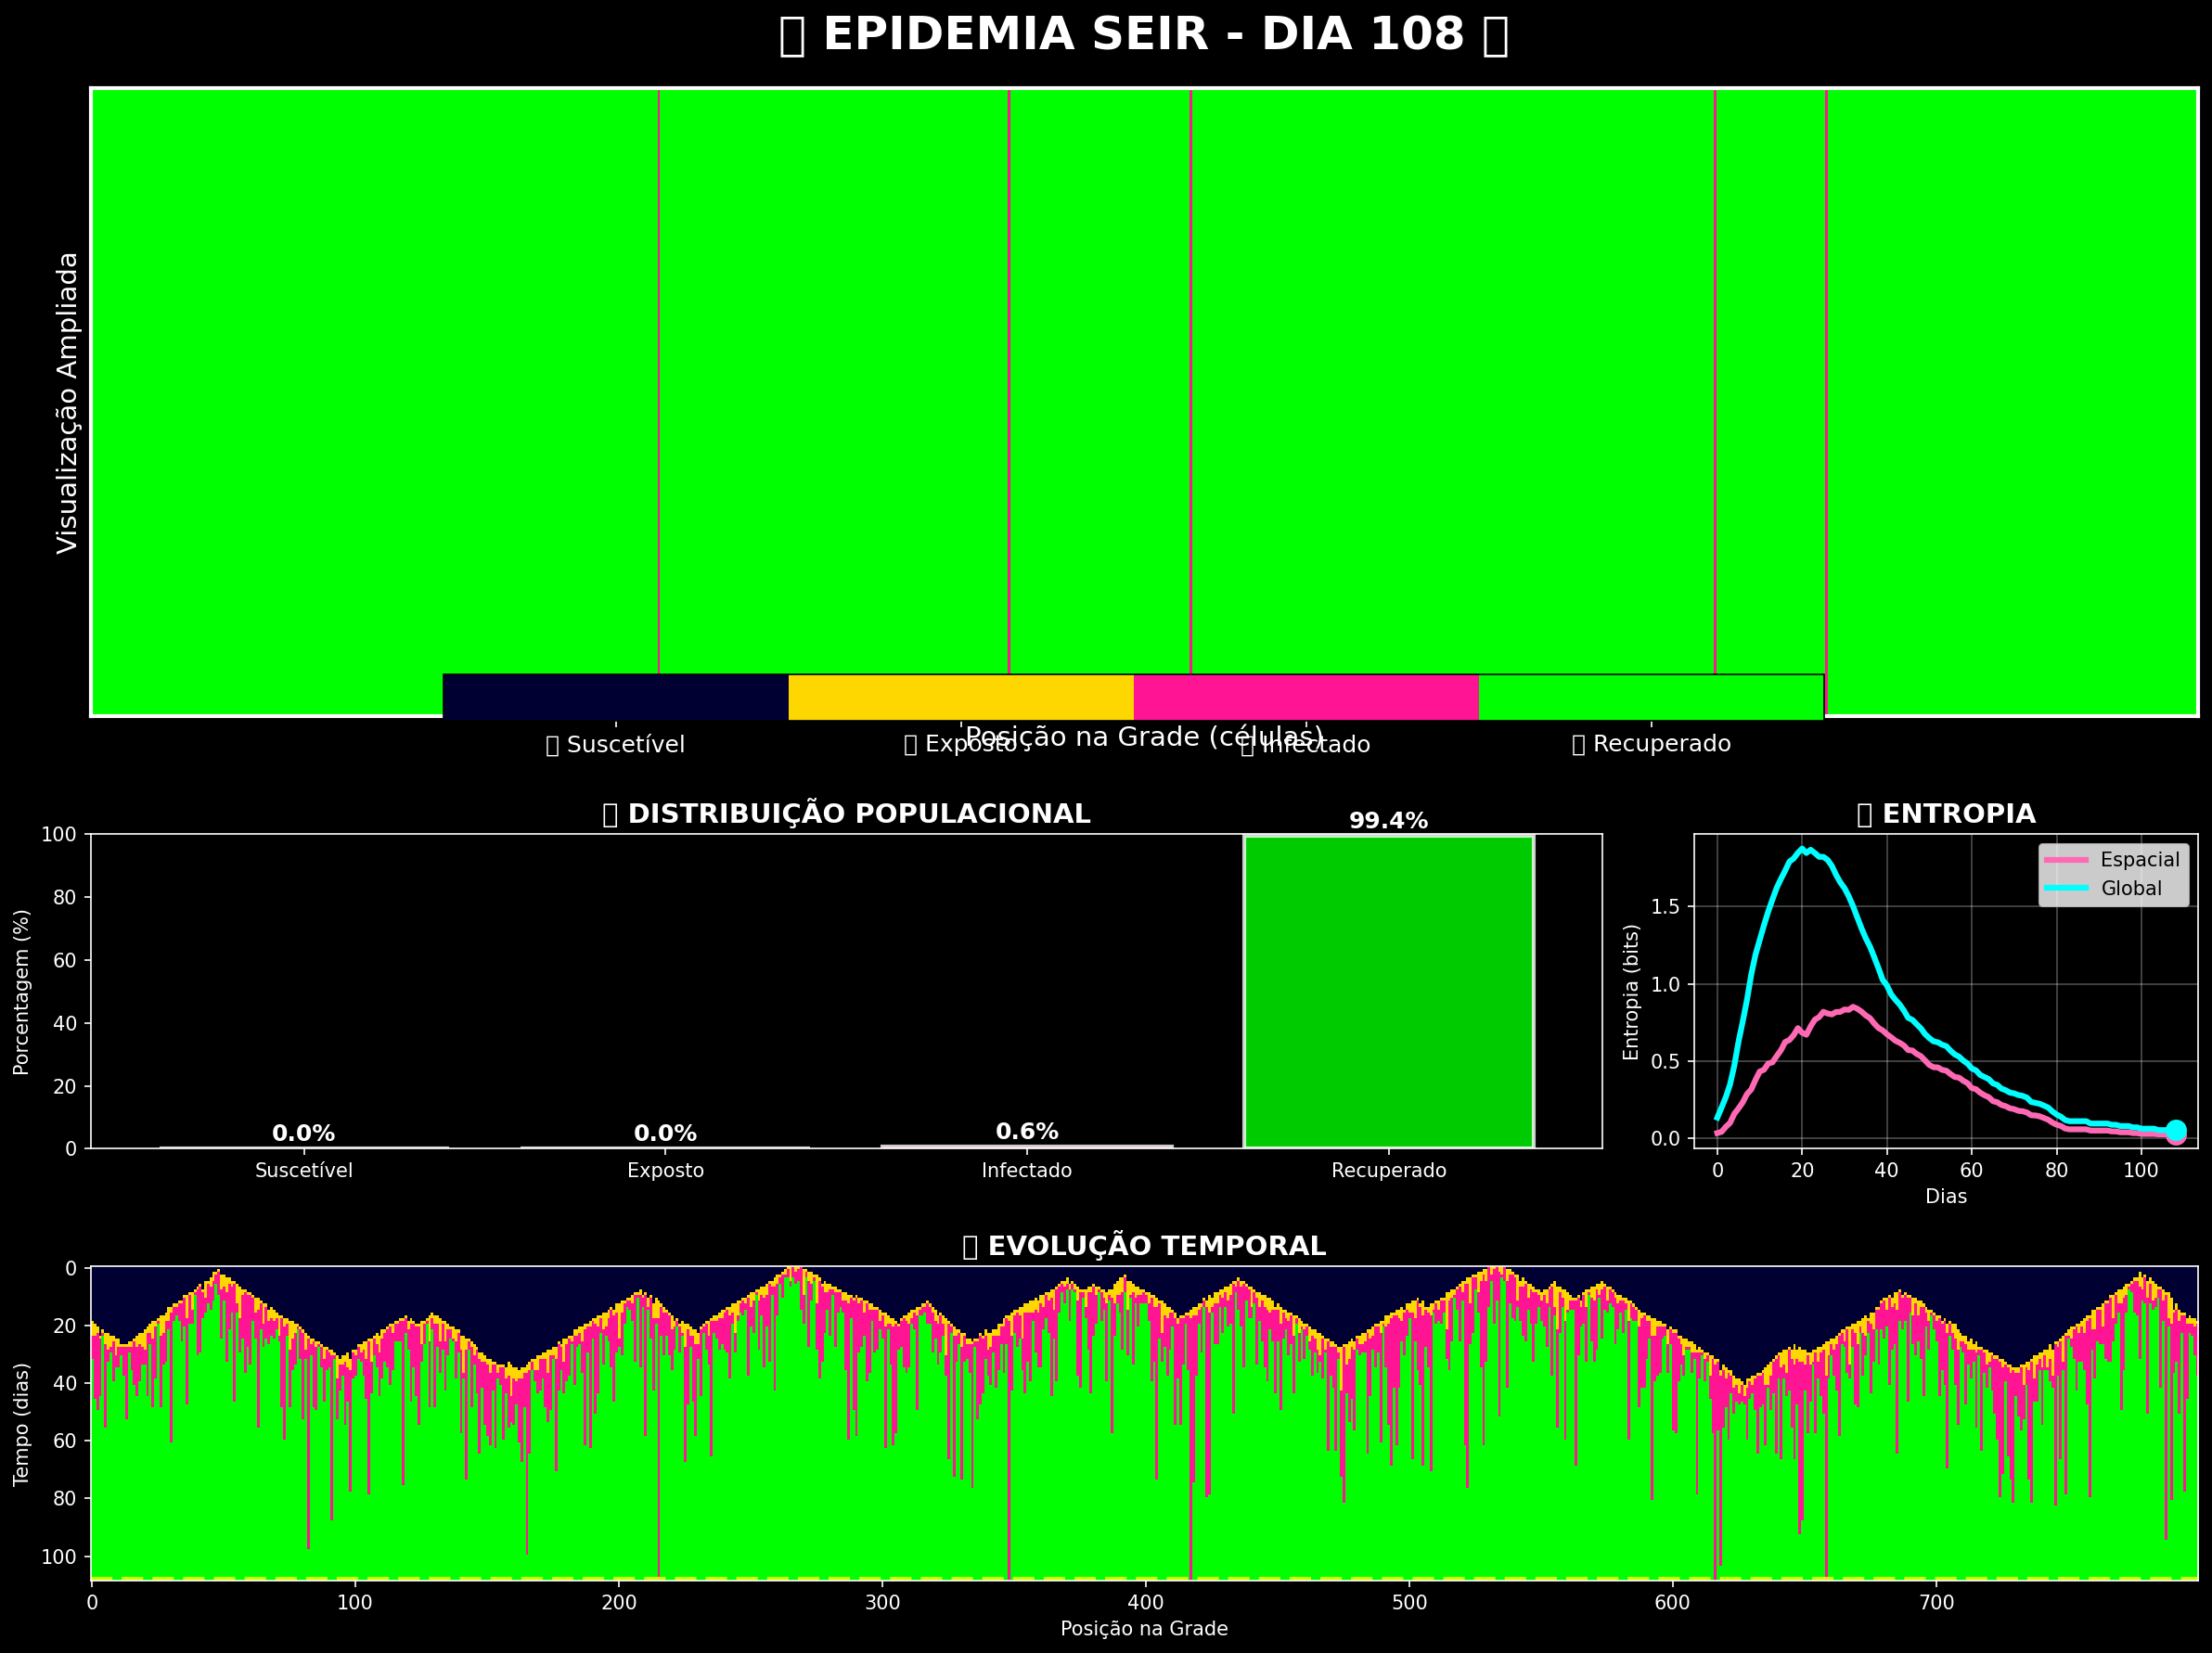 EPIDEMIA SEIR - DIA 108
Visualização Ampliada
Posição na Grade (células)
Suscetível
Exposto
Infectado
Recuperado
DISTRIBUIÇÃO POPULACIONAL
Porcentagem (%)
100
80
60
40
20
0
0.0%
0.0%
0.6%
99.4%
Suscetível
Exposto
Infectado
Recuperado
ENTROPIA
Espacial
Global
Entropia (bits)
1.5
1.0
0.5
0.0
0 20 40 60 80 100
Dias
EVOLUÇÃO TEMPORAL
Tempo (dias)
0
20
40
60
80
100
0 100 200 300 400 500 600 700
Posição na Grade